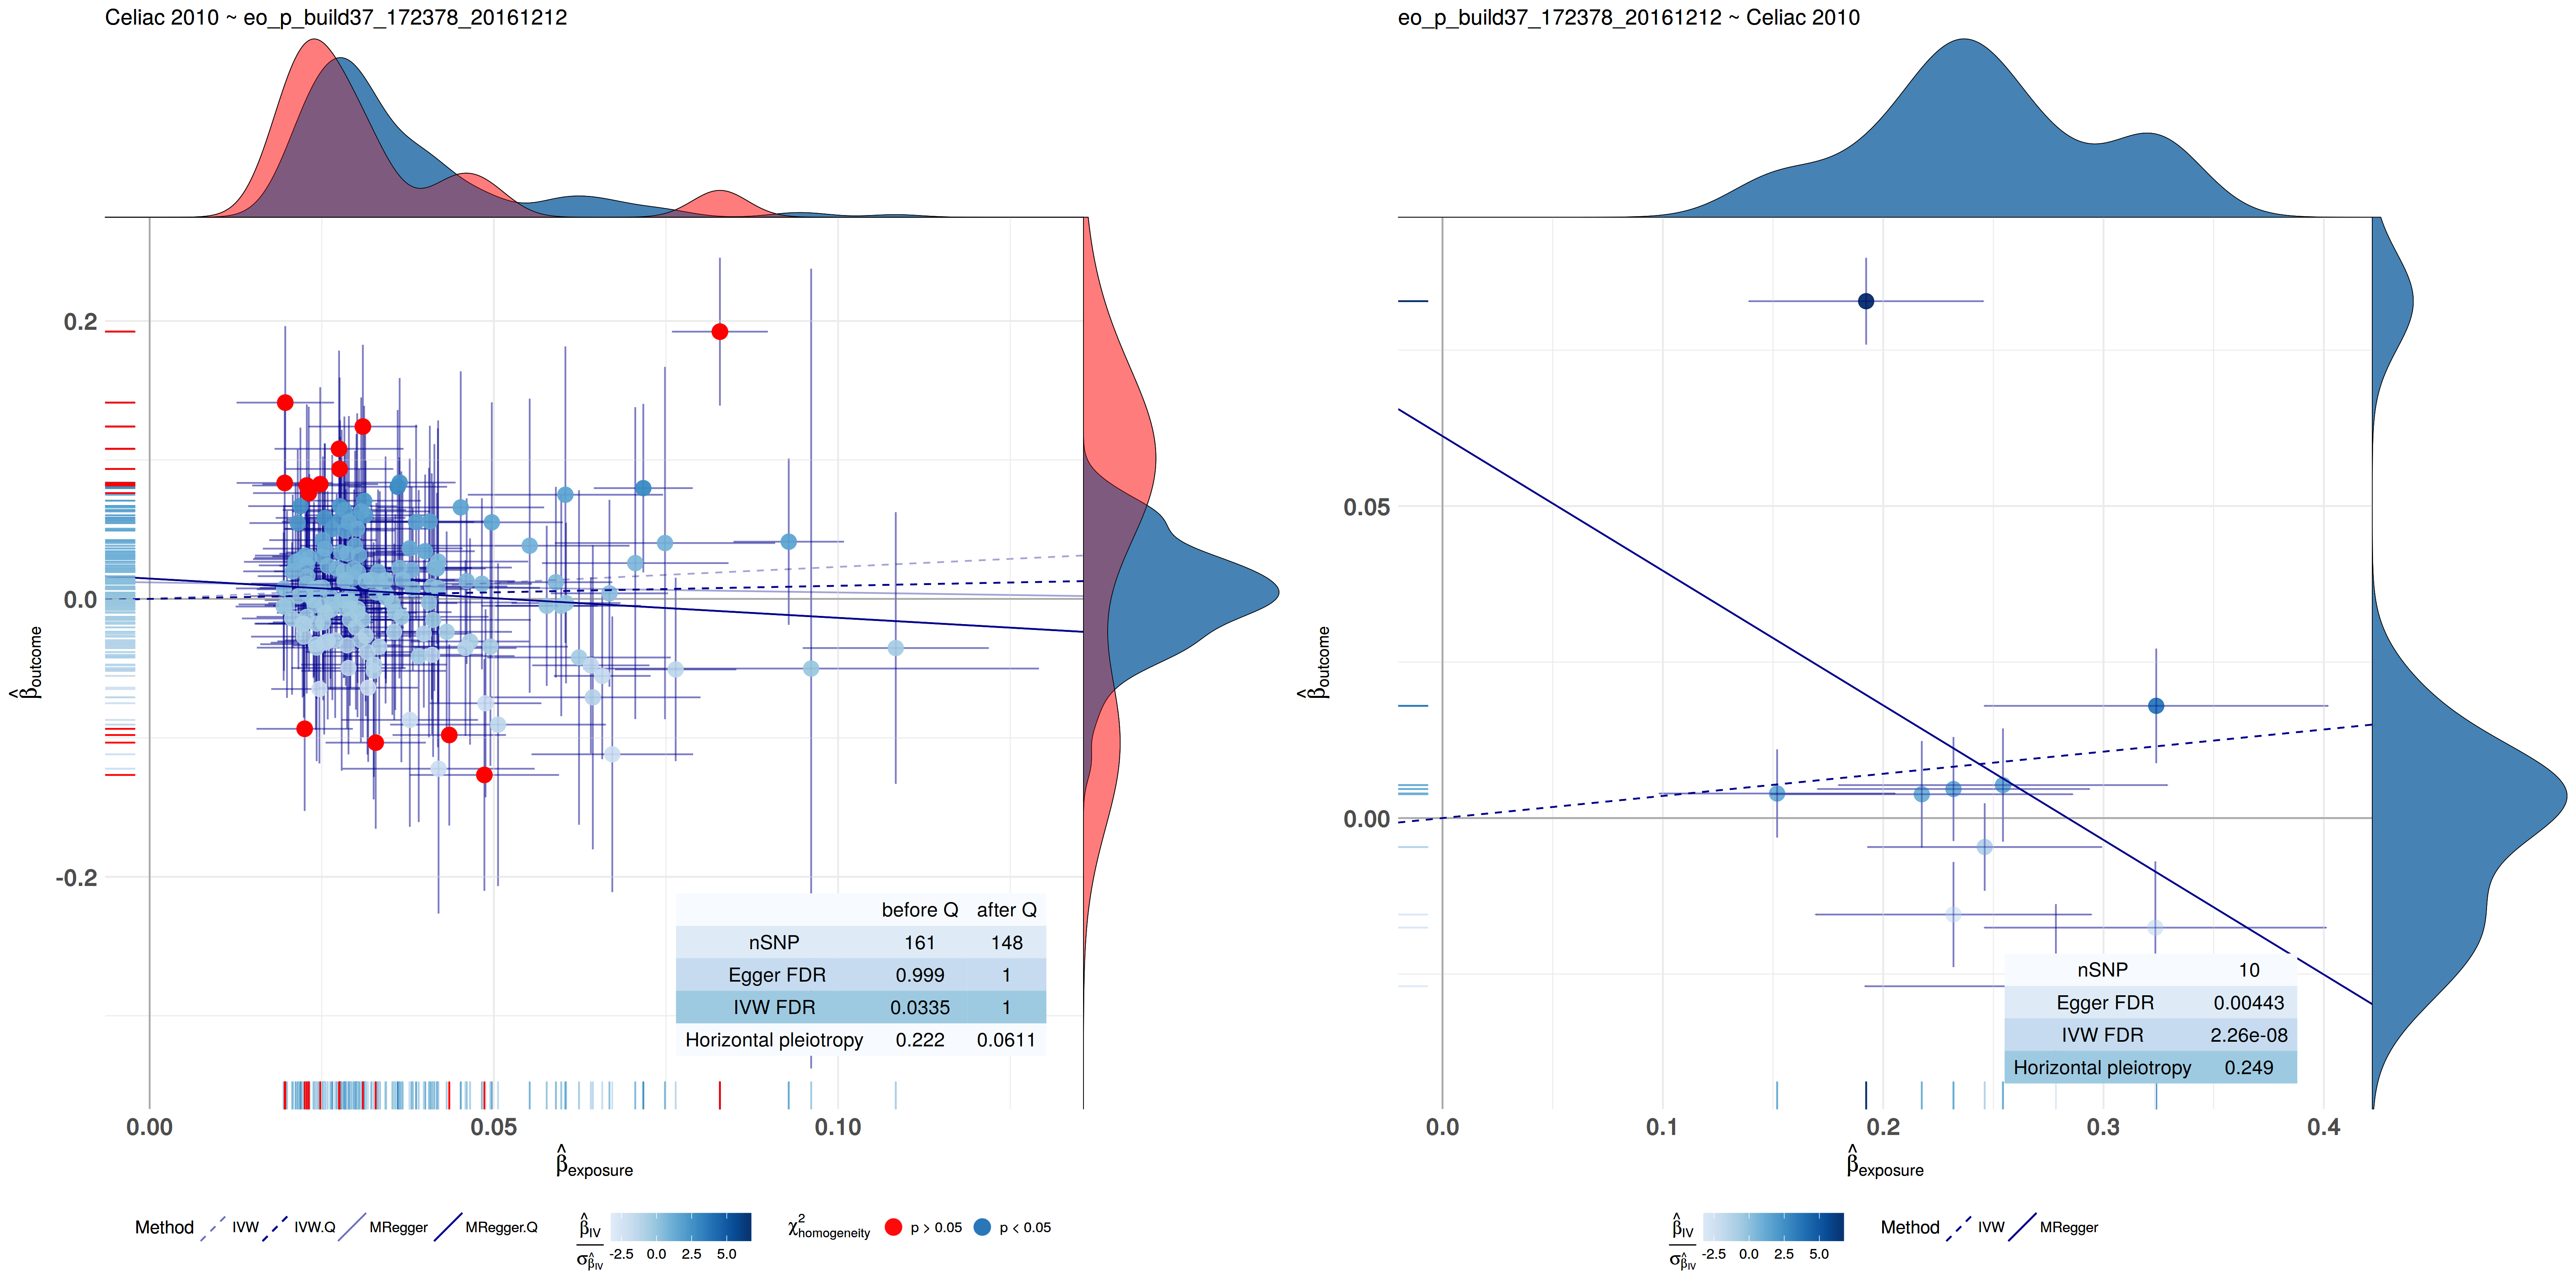 Celiac 2010 ~ eo_p_build37_172378_20161212
0.2
0.0
-0.2
β̂outcome
before Q after Q
nSNP 161 148
Egger FDR 0.999 1
IVW FDR 0.0335 1
Horizontal pleiotropy 0.222 0.0611
0.00 0.05 0.10
β̂exposure
Method IVW IVW.Q MRegger MRegger.Q
β̂IV
σβ̂IV
-2.5 0.0 2.5 5.0
χ²homogeneity p > 0.05 p < 0.05
eo_p_build37_172378_20161212 ~ Celiac 2010
0.05
0.00
β̂outcome
nSNP 10
Egger FDR 0.00443
IVW FDR 2.26e-08
Horizontal pleiotropy 0.249
0.0 0.1 0.2 0.3 0.4
β̂exposure
β̂IV
σβ̂IV
-2.5 0.0 2.5 5.0
Method IVW MRegger